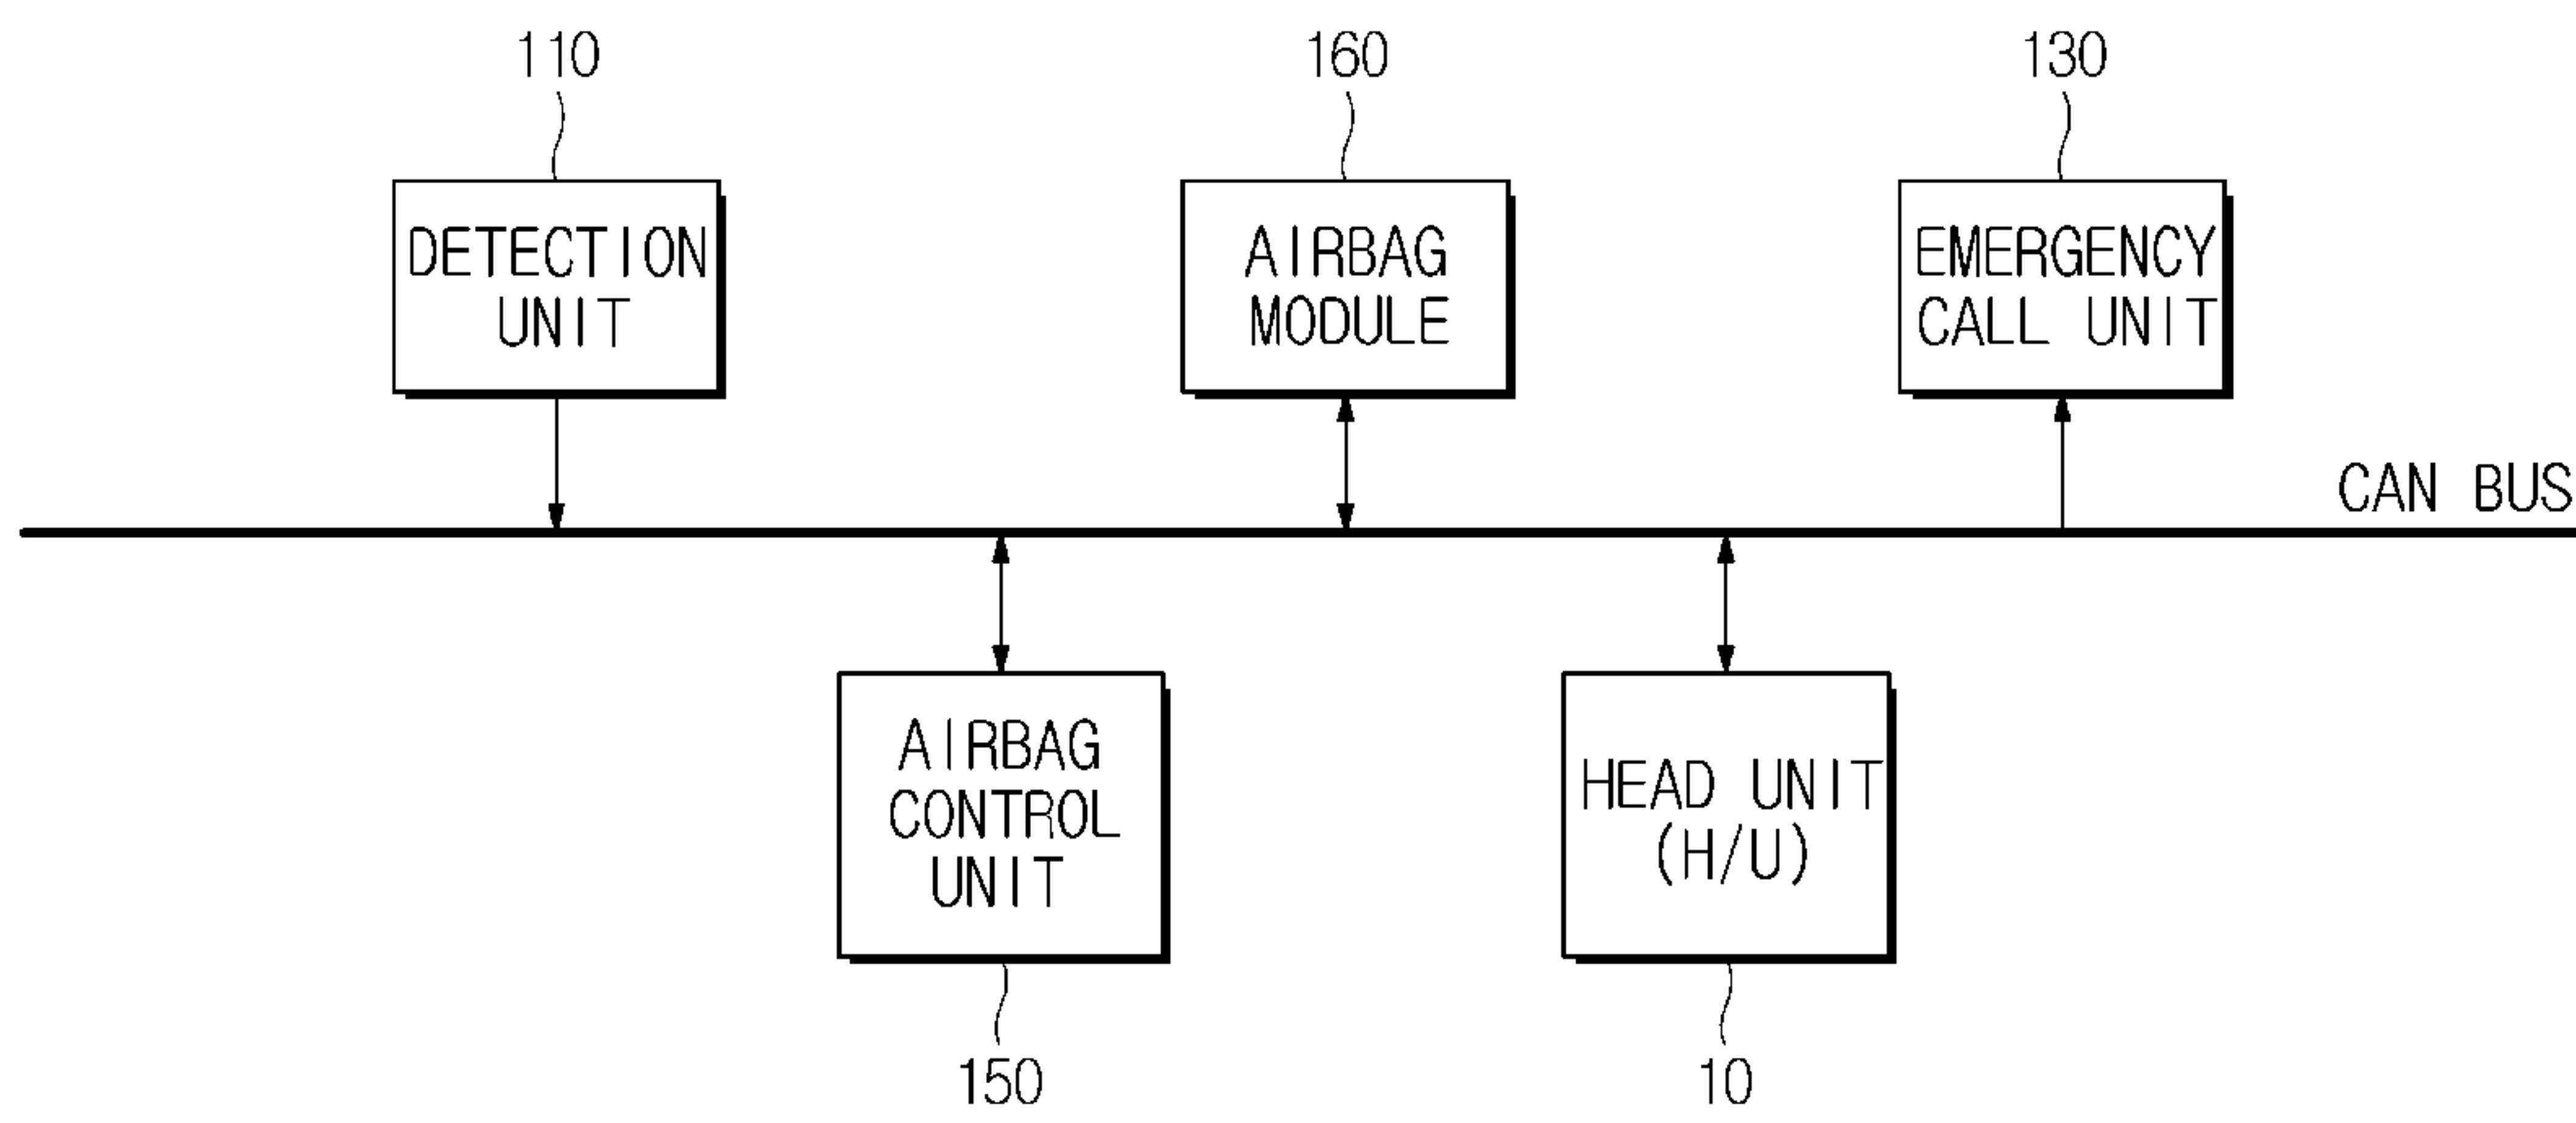 110
160
130
DETECTION
UNIT
AIRBAG
MODULE
EMERGENCY
CALL UNIT
CAN BUS
AIRBAG
CONTROL
UNIT
HEAD UNIT
(H/U)
150
10